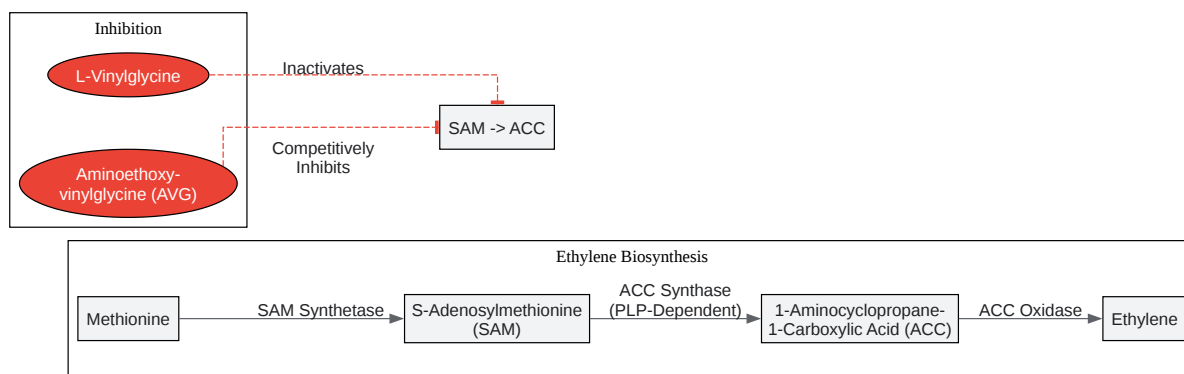 Inhibition
L-Vinylglycine
Inactivates
SAM -> ACC
Competitively
Inhibits
Aminoethoxy-
vinylglycine (AVG)
Ethylene Biosynthesis
Methionine
SAM Synthetase
S-Adenosylmethionine
(SAM)
ACC Synthase
(PLP-Dependent)
1-Aminocyclopropane-
1-Carboxylic Acid (ACC)
ACC Oxidase
Ethylene